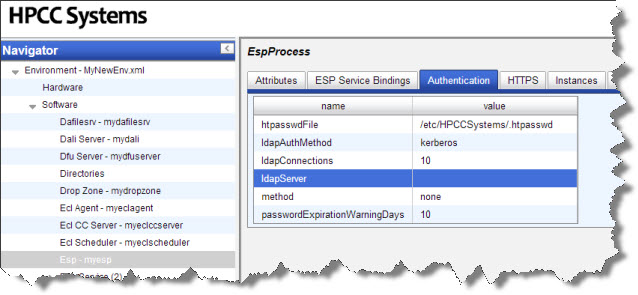 HPCC Systems
Navigator
Environment - MyNewEnv.xml
Hardware
Software
Dafilesrv - mydafilesrv
Dali Server - mydali
Dfu Server - mydfuserver
Directories
Drop Zone - mydropzone
Ecl Agent - myeclagent
Ecl CC Server - myeclccserver
Ecl Scheduler - myeclscheduler
Esp - myesp
EspProcess
Attributes ESP Service Bindings Authentication HTTPS Instances
name value
htpasswdFile /etc/HPCCSystems/.htpasswd
ldapAuthMethod kerberos
ldapConnections 10
ldapServer
method none
passwordExpirationWarningDays 10